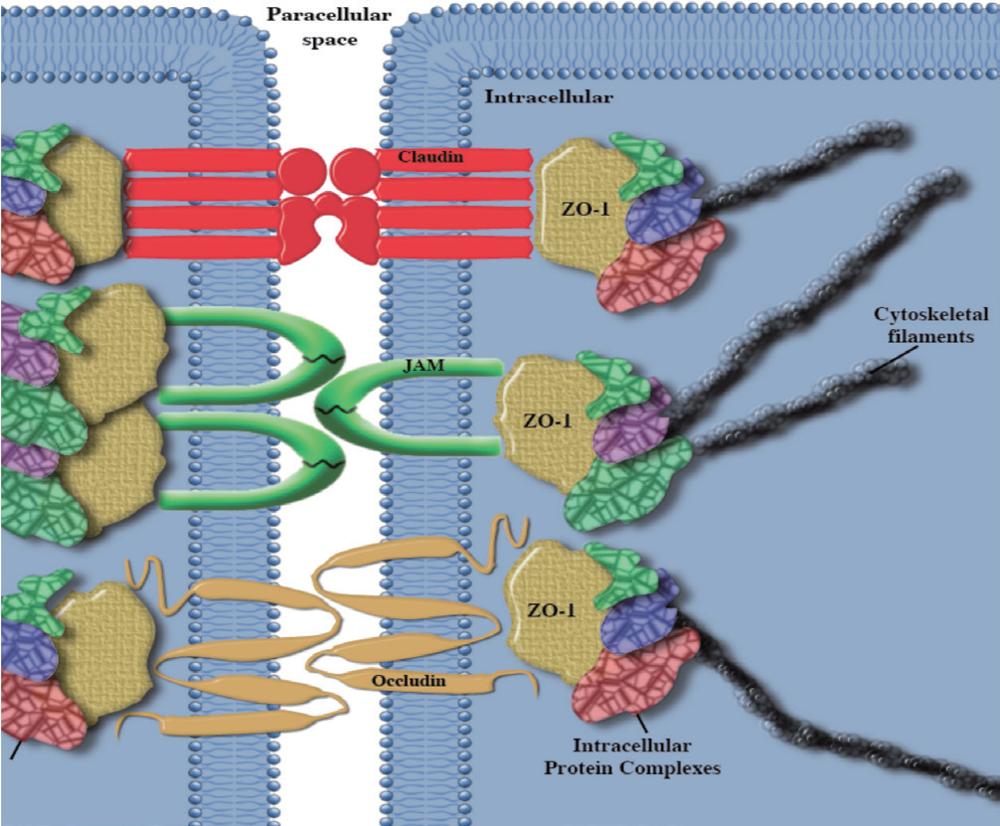 Paracellular
space
Intracellular
Claudin
ZO-1
Cytoskeletal
filaments
JAM
ZO-1
ZO-1
Occludin
Intracellular
Protein Complexes